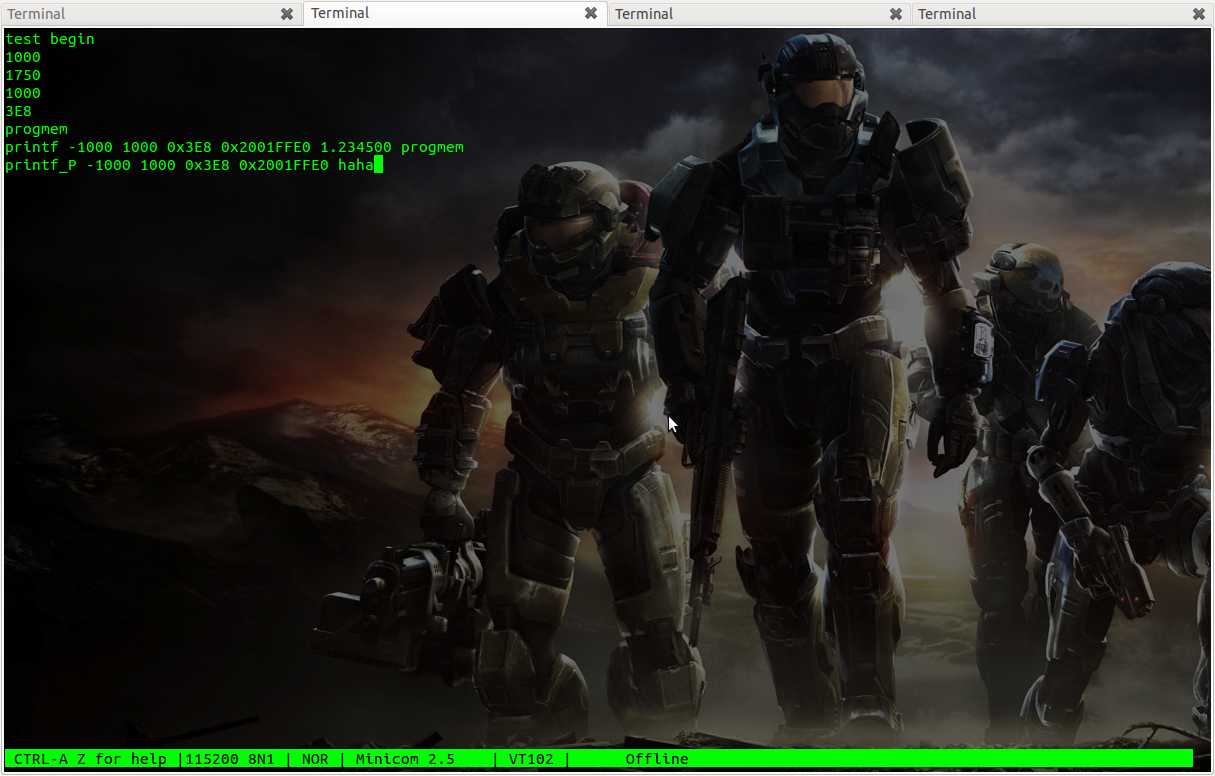 Terminal Terminal Terminal Terminal
test begin
1000
1750
1000
3E8
progmem
printf -1000 1000 0x3E8 0x2001FFE0 1.234500 progmem
printf_P -1000 1000 0x3E8 0x2001FFE0 haha
CTRL-A Z for help |115200 8N1 | NOR | Minicom 2.5    | VT102 |      Offline